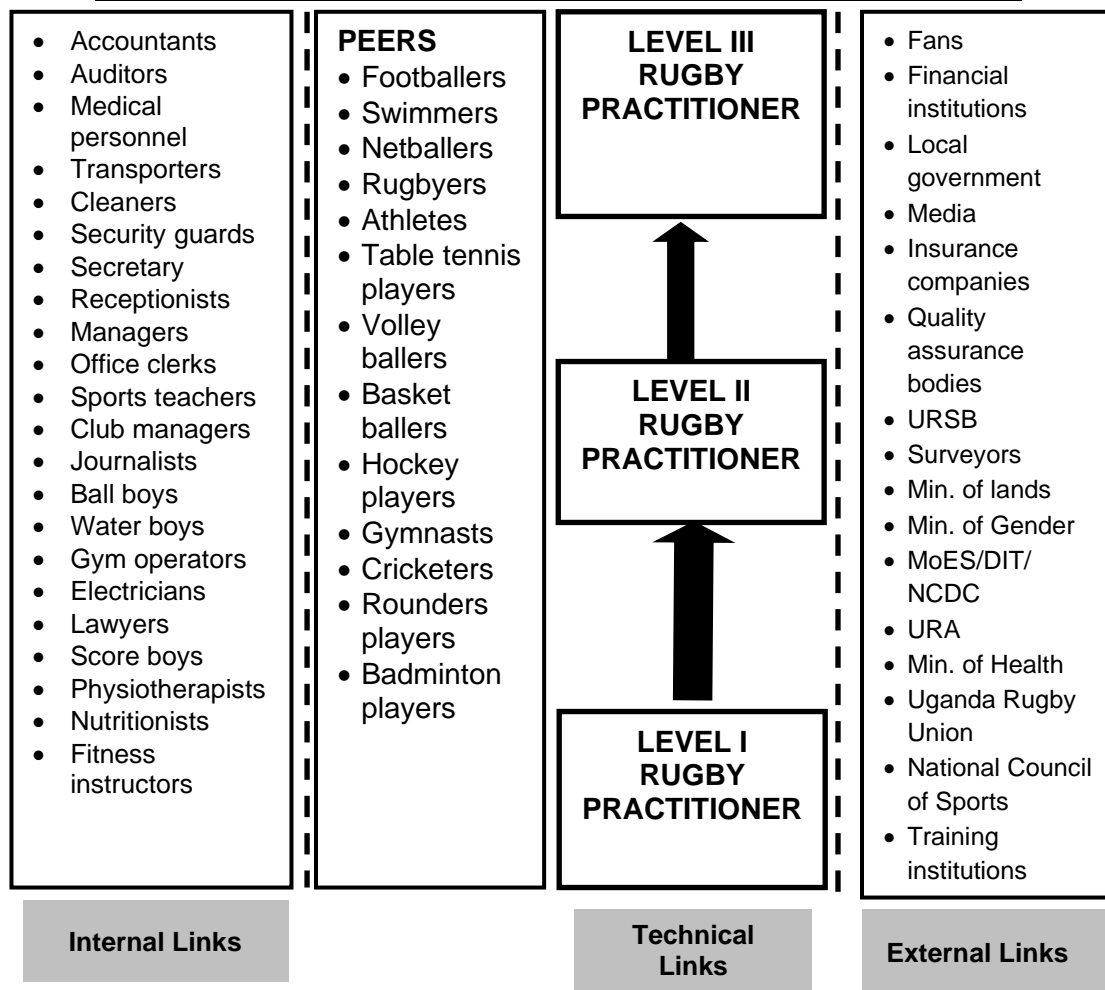 • Accountants
• Auditors
• Medical
personnel
• Transporters
• Cleaners
• Security guards
• Secretary
• Receptionists
• Managers
• Office clerks
• Sports teachers
• Club managers
• Journalists
• Ball boys
• Water boys
• Gym operators
• Electricians
• Lawyers
• Score boys
• Physiotherapists
• Nutritionists
• Fitness
instructors
Internal Links
PEERS
• Footballers
• Swimmers
• Netballers
• Rugbyers
• Athletes
• Table tennis
players
• Volley
ballers
• Basket
ballers
• Hockey
players
• Gymnasts
• Cricketers
• Rounders
players
• Badminton
players
LEVEL III
RUGBY
PRACTITIONER
LEVEL II
RUGBY
PRACTITIONER
LEVEL I
RUGBY
PRACTITIONER
Technical
Links
• Fans
• Financial
institutions
• Local
government
• Media
• Insurance
companies
• Quality
assurance
bodies
• URSB
• Surveyors
• Min. of lands
• Min. of Gender
• MoES/DIT/
NCDC
• URA
• Min. of Health
• Uganda Rugby
Union
• National Council
of Sports
• Training
institutions
External Links